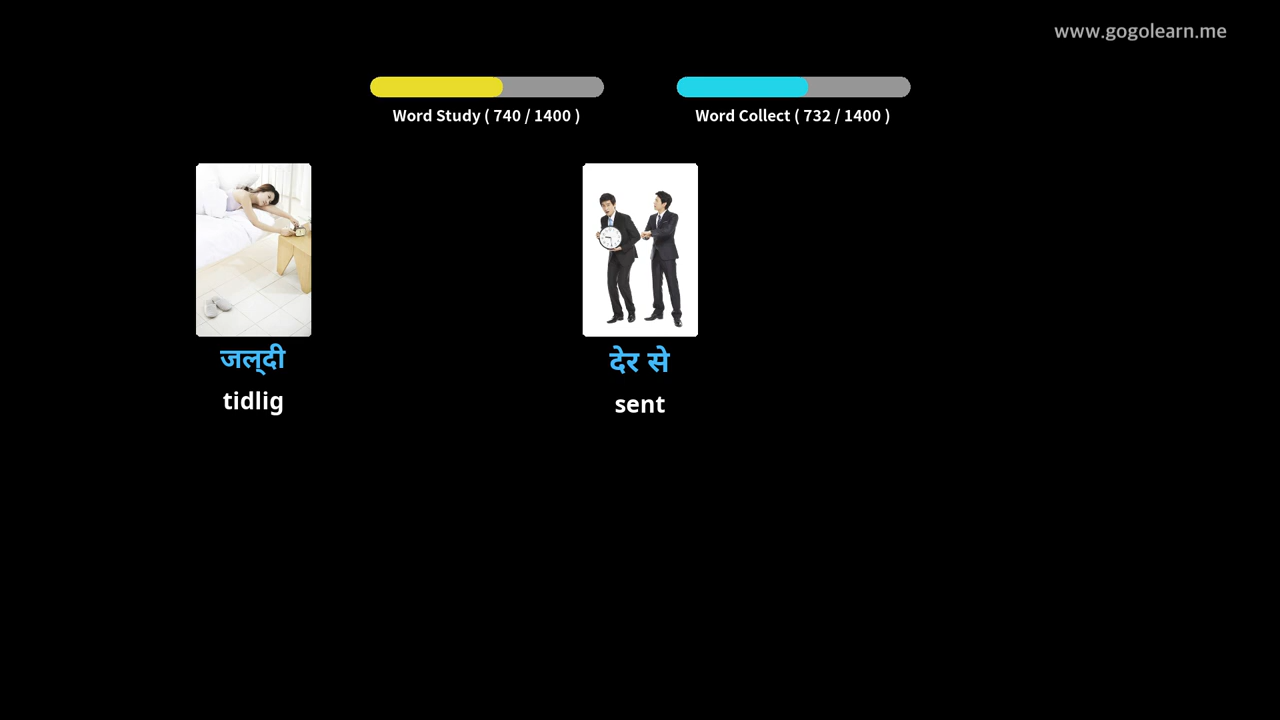 www.gogolearn.me
Word Study ( 740 / 1400 )
Word Collect ( 732 / 1400 )
जल्दी
देर से
tidlig
sent